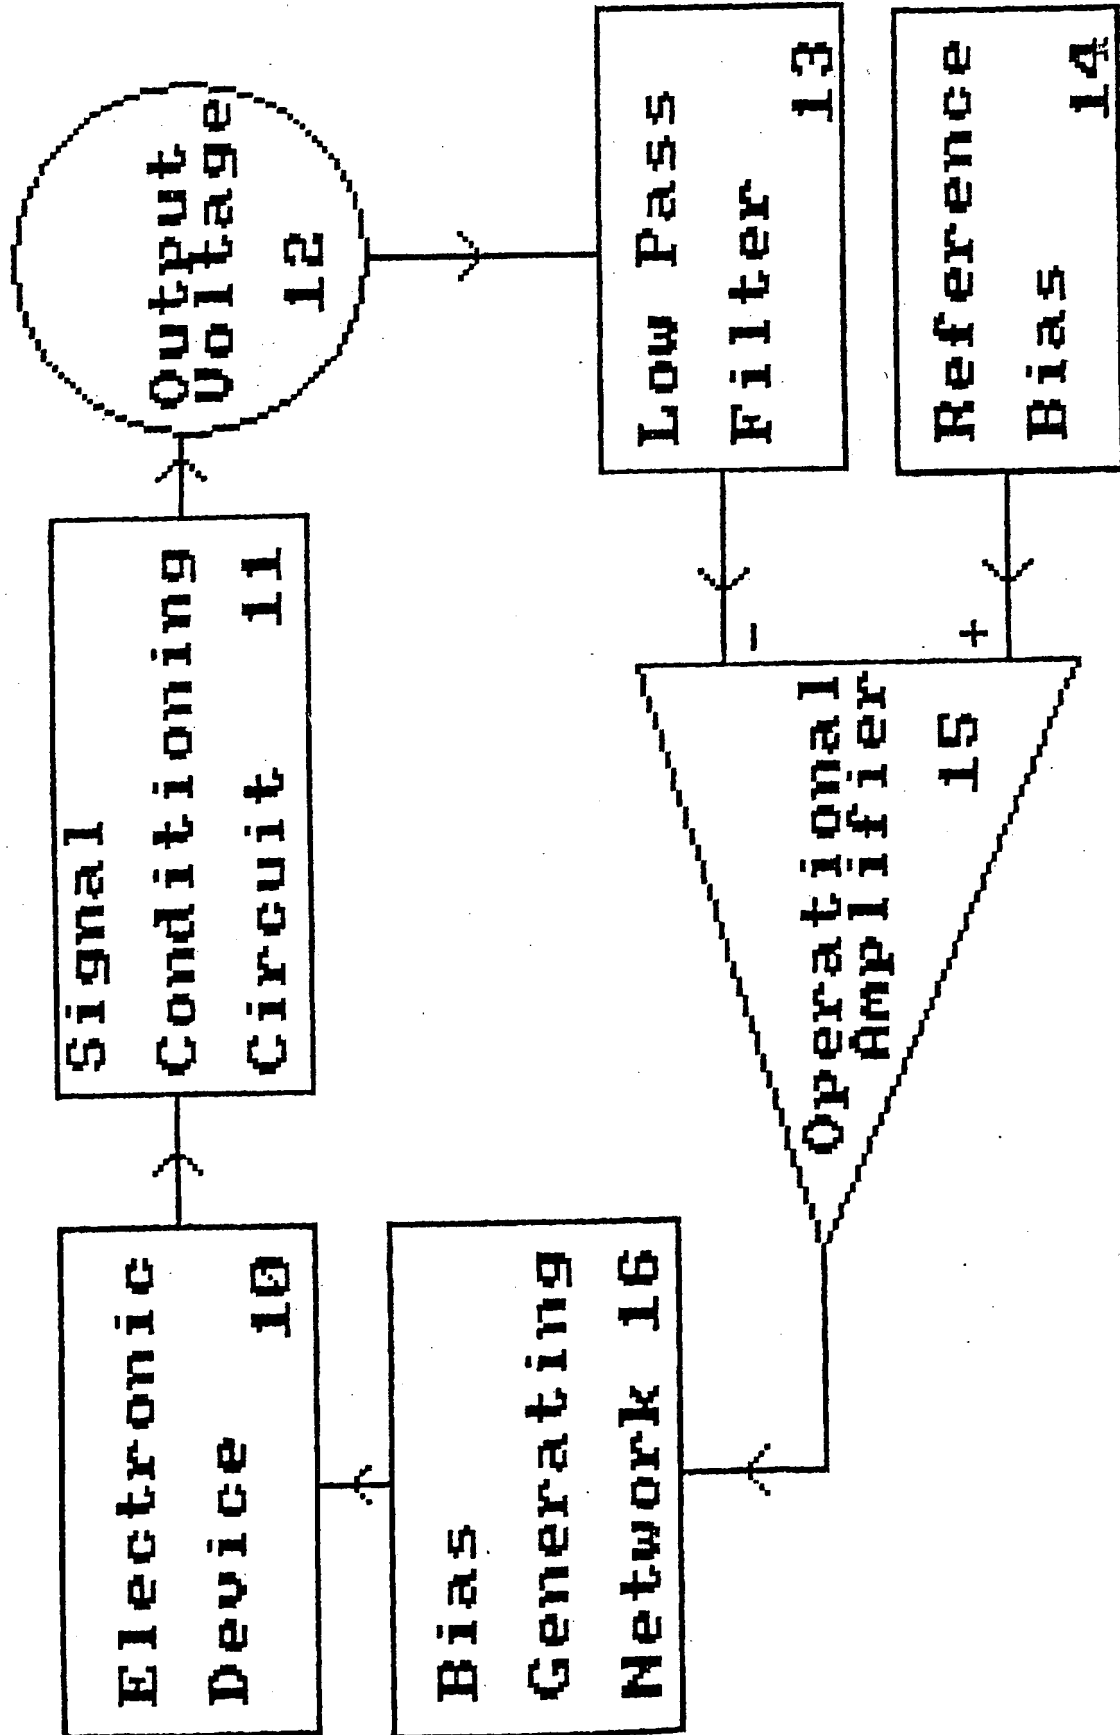 Electronic
Device 10
Signal
Conditioning
Circuit 11
Output
Voltage
12
Bias
Generating
Network 16
Operational
Amplifier
15
-
+
Low Pass
Filter
13
Reference
Bias
14